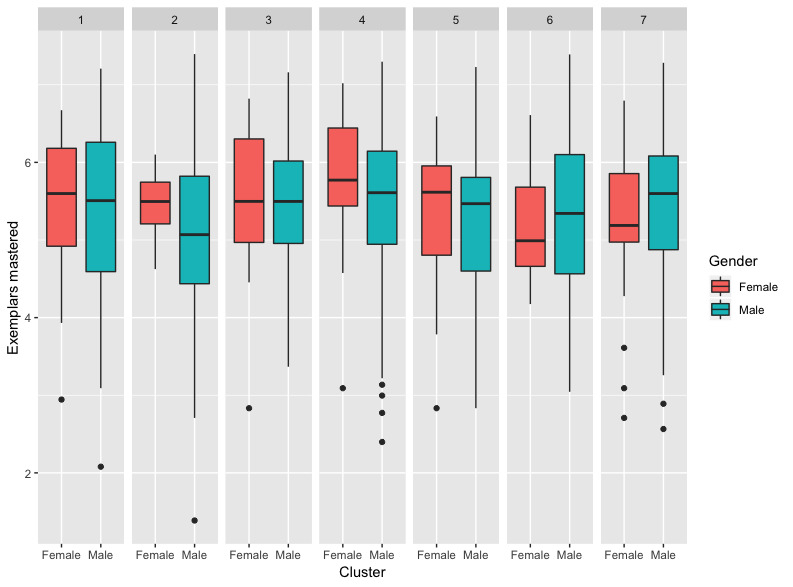 1 2 3 4 5 6 7
Exemplars mastered
6
4
2
Female Male Female Male Female Male Female Male Female Male Female Male Female Male
Cluster
Gender
Female
Male